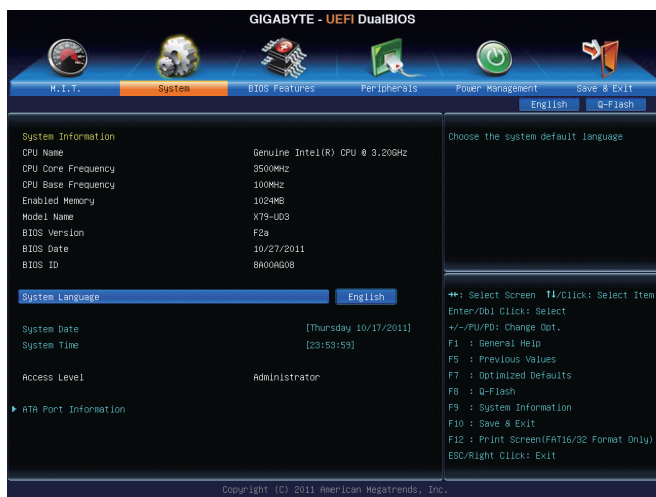 GIGABYTE - UEFI DualBIOS
M.I.T. System BIOS Features Peripherals Power Management Save & Exit
English Q-Flash
System Information
CPU Name Genuine Intel(R) CPU @ 3.20GHz
CPU Core Frequency 3500MHz
CPU Base Frequency 100MHz
Enabled Memory 1024MB
Model Name X79-UD3
BIOS Version F2a
BIOS Date 10/27/2011
BIOS ID 8A00AG08
System Language English
System Date [Thursday 10/17/2011]
System Time [23:53:59]
Access Level Administrator
ATA Port Information
Choose the system default language
→←: Select Screen ↑↓/Click: Select Item
Enter/Dbl Click: Select
+/-/PU/PD: Change Opt.
F1 : General Help
F5 : Previous Values
F7 : Optimized Defaults
F8 : Q-Flash
F9 : System Information
F10 : Save & Exit
F12 : Print Screen(FAT16/32 Format Only)
ESC/Right Click: Exit
Copyright (C) 2011 American Megatrends, Inc.